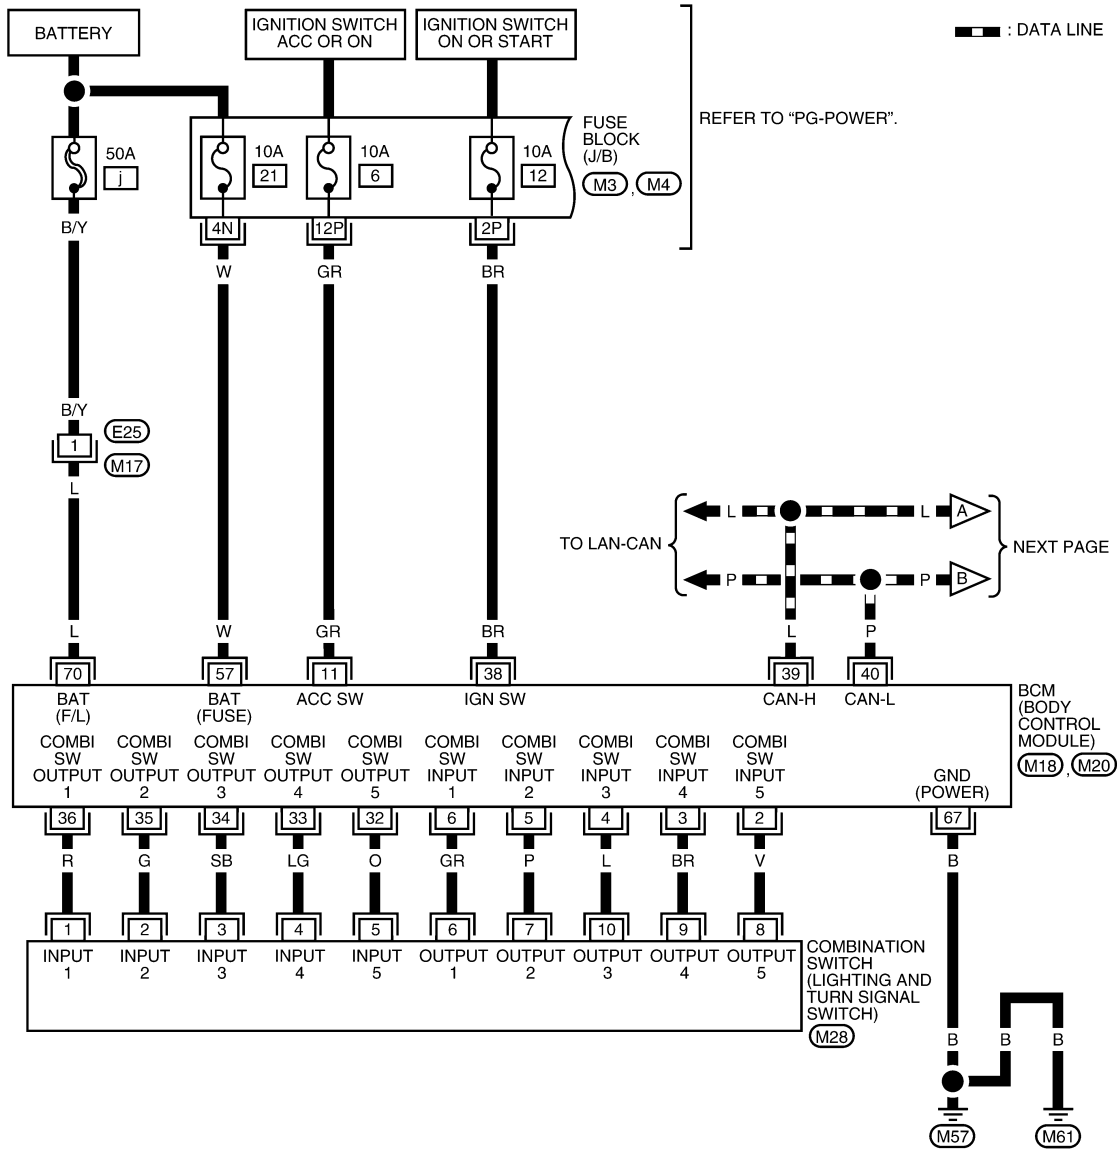 BATTERY
IGNITION SWITCH
ACC OR ON
IGNITION SWITCH
ON OR START
: DATA LINE
REFER TO “PG-POWER”.
50A
j
10A
21
10A
6
10A
12
FUSE
BLOCK
(J/B)
M3 , M4
4N 12P 2P
B/Y W GR BR
B/Y
1
E25
M17
L
TO LAN-CAN
L L A
P P B
NEXT PAGE
L W GR BR L P
70 57 11 38 39 40
BAT
(F/L)
BAT
(FUSE)
ACC SW
IGN SW
CAN-H
CAN-L
BCM
(BODY
CONTROL
MODULE)
M18 , M20
COMBI
SW
OUTPUT
1
COMBI
SW
OUTPUT
2
COMBI
SW
OUTPUT
3
COMBI
SW
OUTPUT
4
COMBI
SW
OUTPUT
5
COMBI
SW
INPUT
1
COMBI
SW
INPUT
2
COMBI
SW
INPUT
3
COMBI
SW
INPUT
4
COMBI
SW
INPUT
5
GND
(POWER)
36 35 34 33 32 6 5 4 3 2 67
R G SB LG O GR P L BR V B
1 2 3 4 5 6 7 10 9 8
INPUT
1
INPUT
2
INPUT
3
INPUT
4
INPUT
5
OUTPUT
1
OUTPUT
2
OUTPUT
3
OUTPUT
4
OUTPUT
5
COMBINATION
SWITCH
(LIGHTING AND
TURN SIGNAL
SWITCH)
M28
B B B
M57 M61